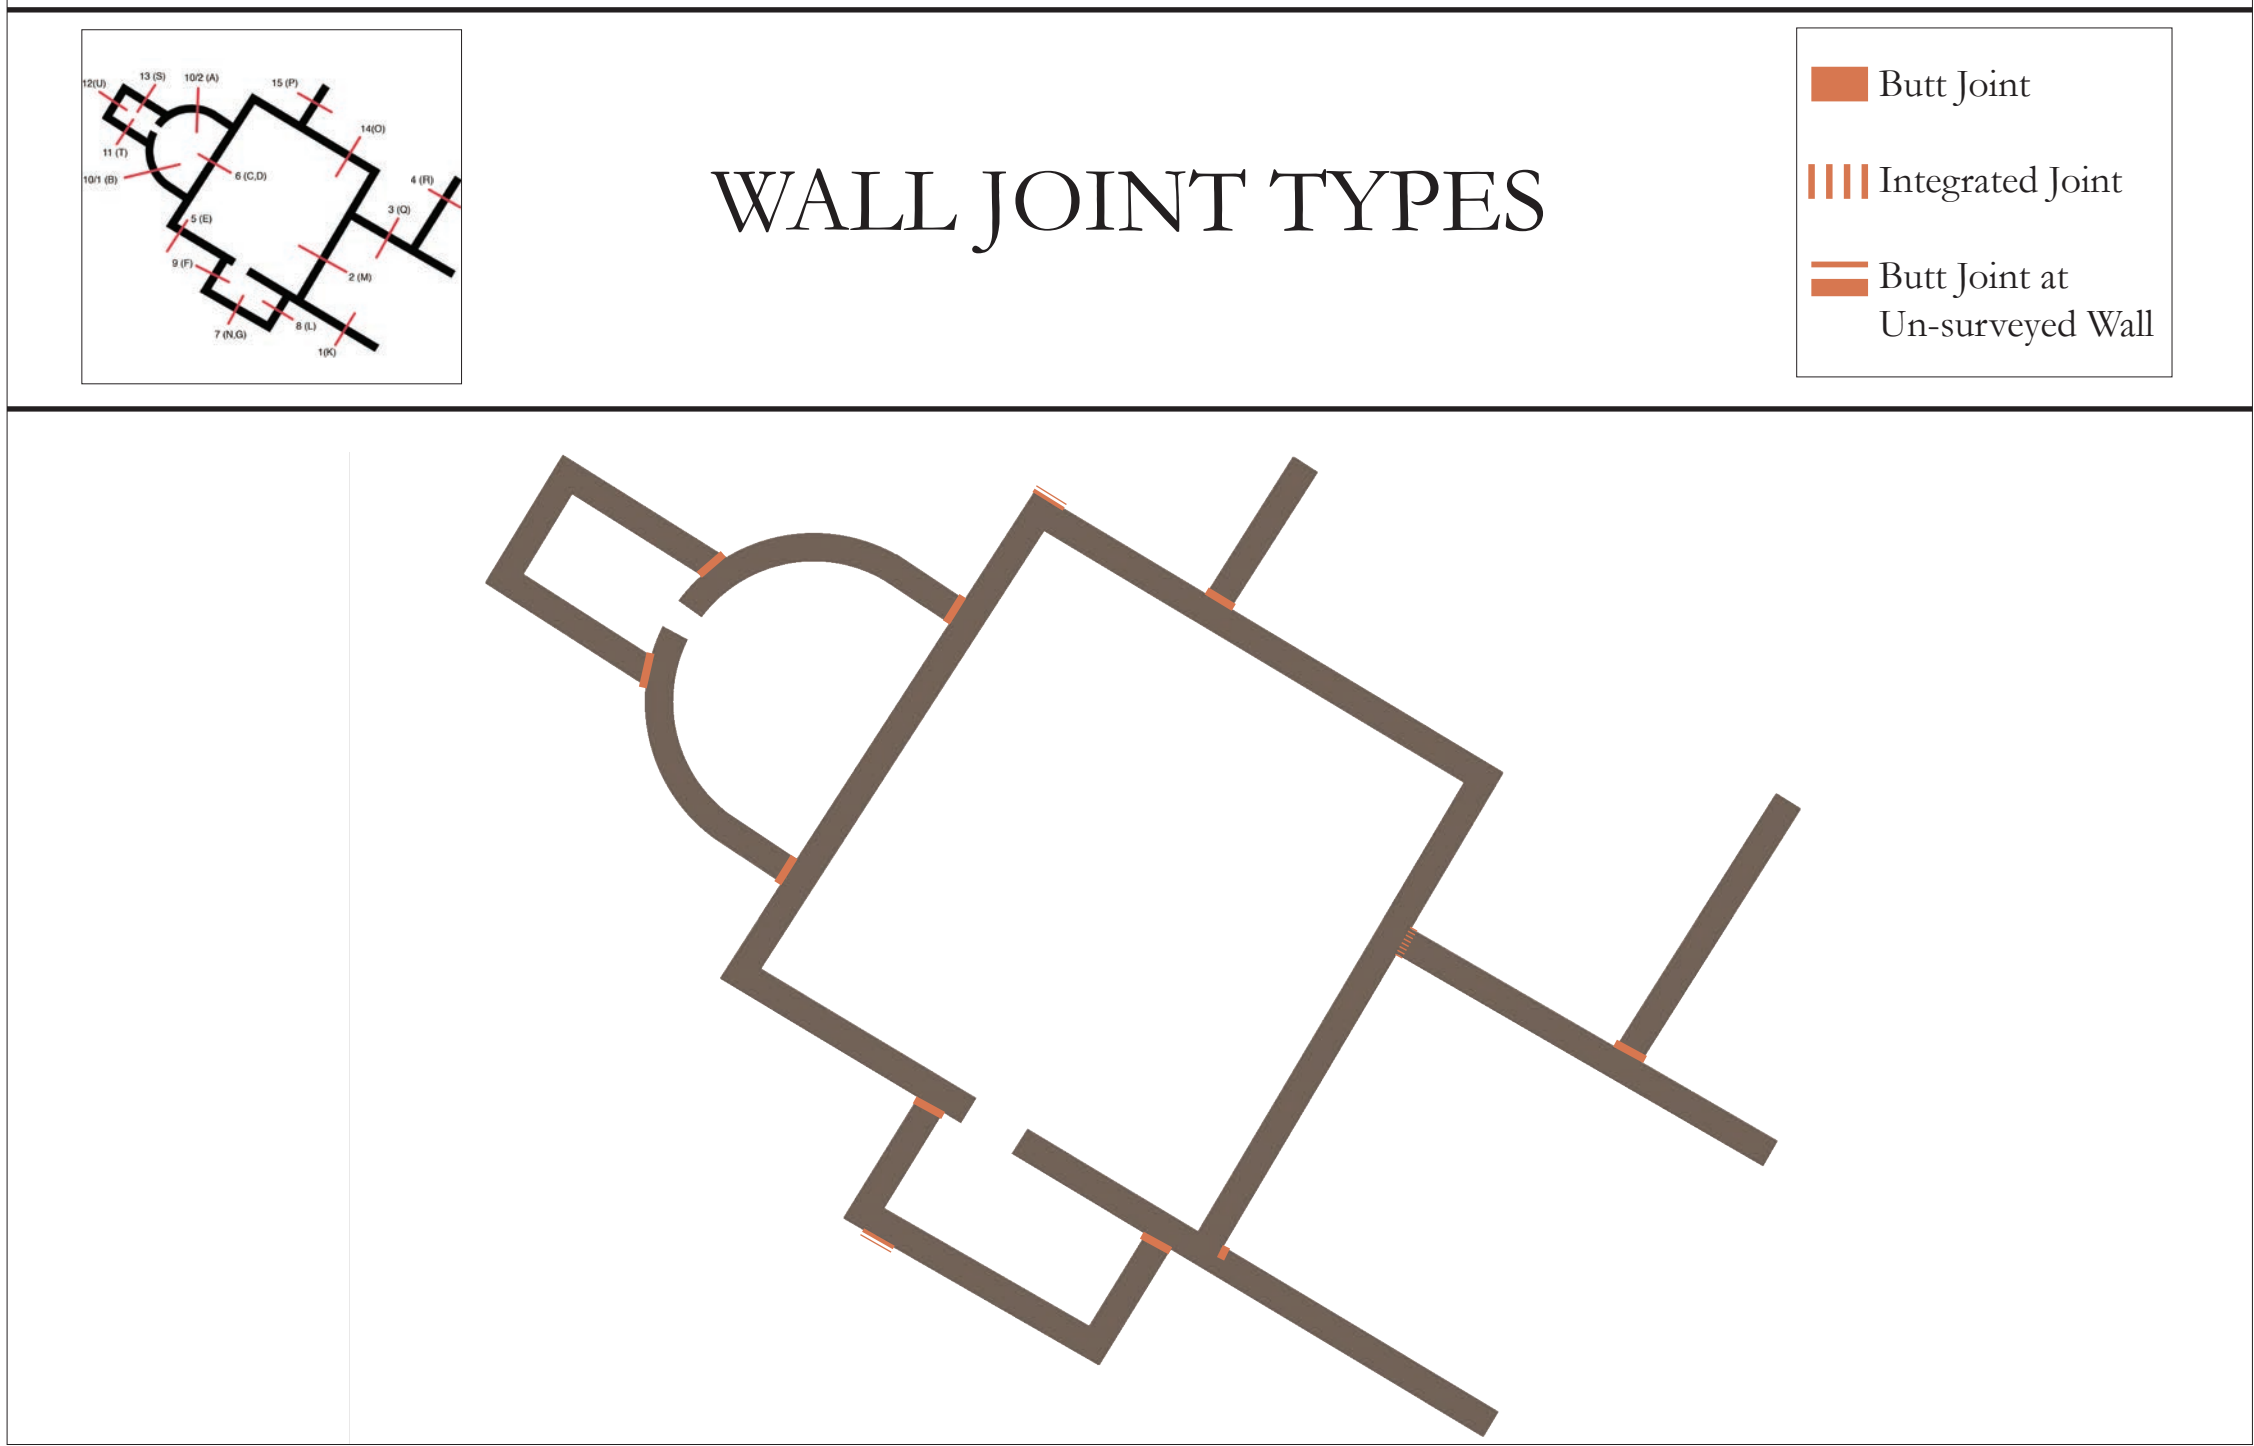 12(U)
13 (S)
10/2 (A)
15 (P)
14(O)
11 (T)
10/1 (B)
6 (C,D)
4 (R)
3 (Q)
5 (E)
9 (F)
2 (M)
7 (N,G)
8 (L)
1(K)
WALL JOINT TYPES
Butt Joint
Integrated Joint
Butt Joint at
Un-surveyed Wall